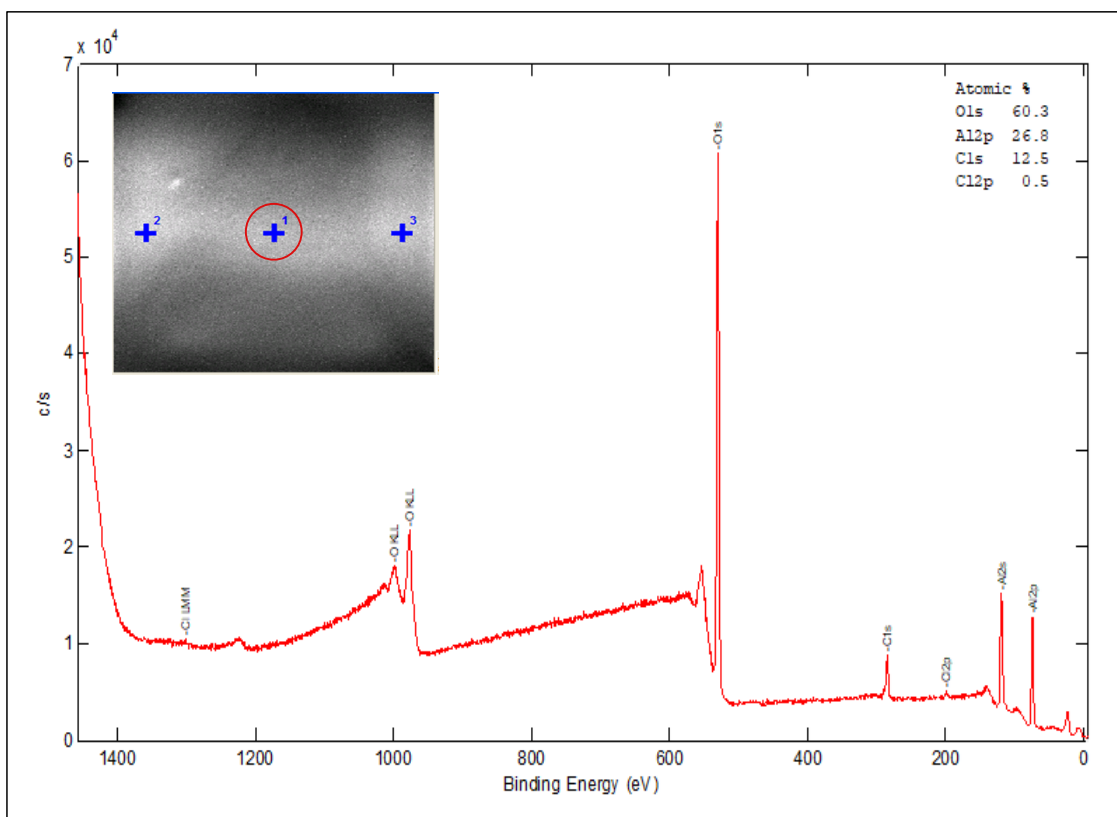 x 10⁴
7
6
5
4
3
2
1
0
c/s
1400
1200
1000
800
600
400
200
0
Binding Energy (eV)
Atomic %
O1s 60.3
Al2p 26.8
C1s 12.5
Cl2p 0.5
2
1
3
-Cl LMM
-O KLL
-O KLL
-O1s
-C1s
-Cl2p
-Al2s
-Al2p